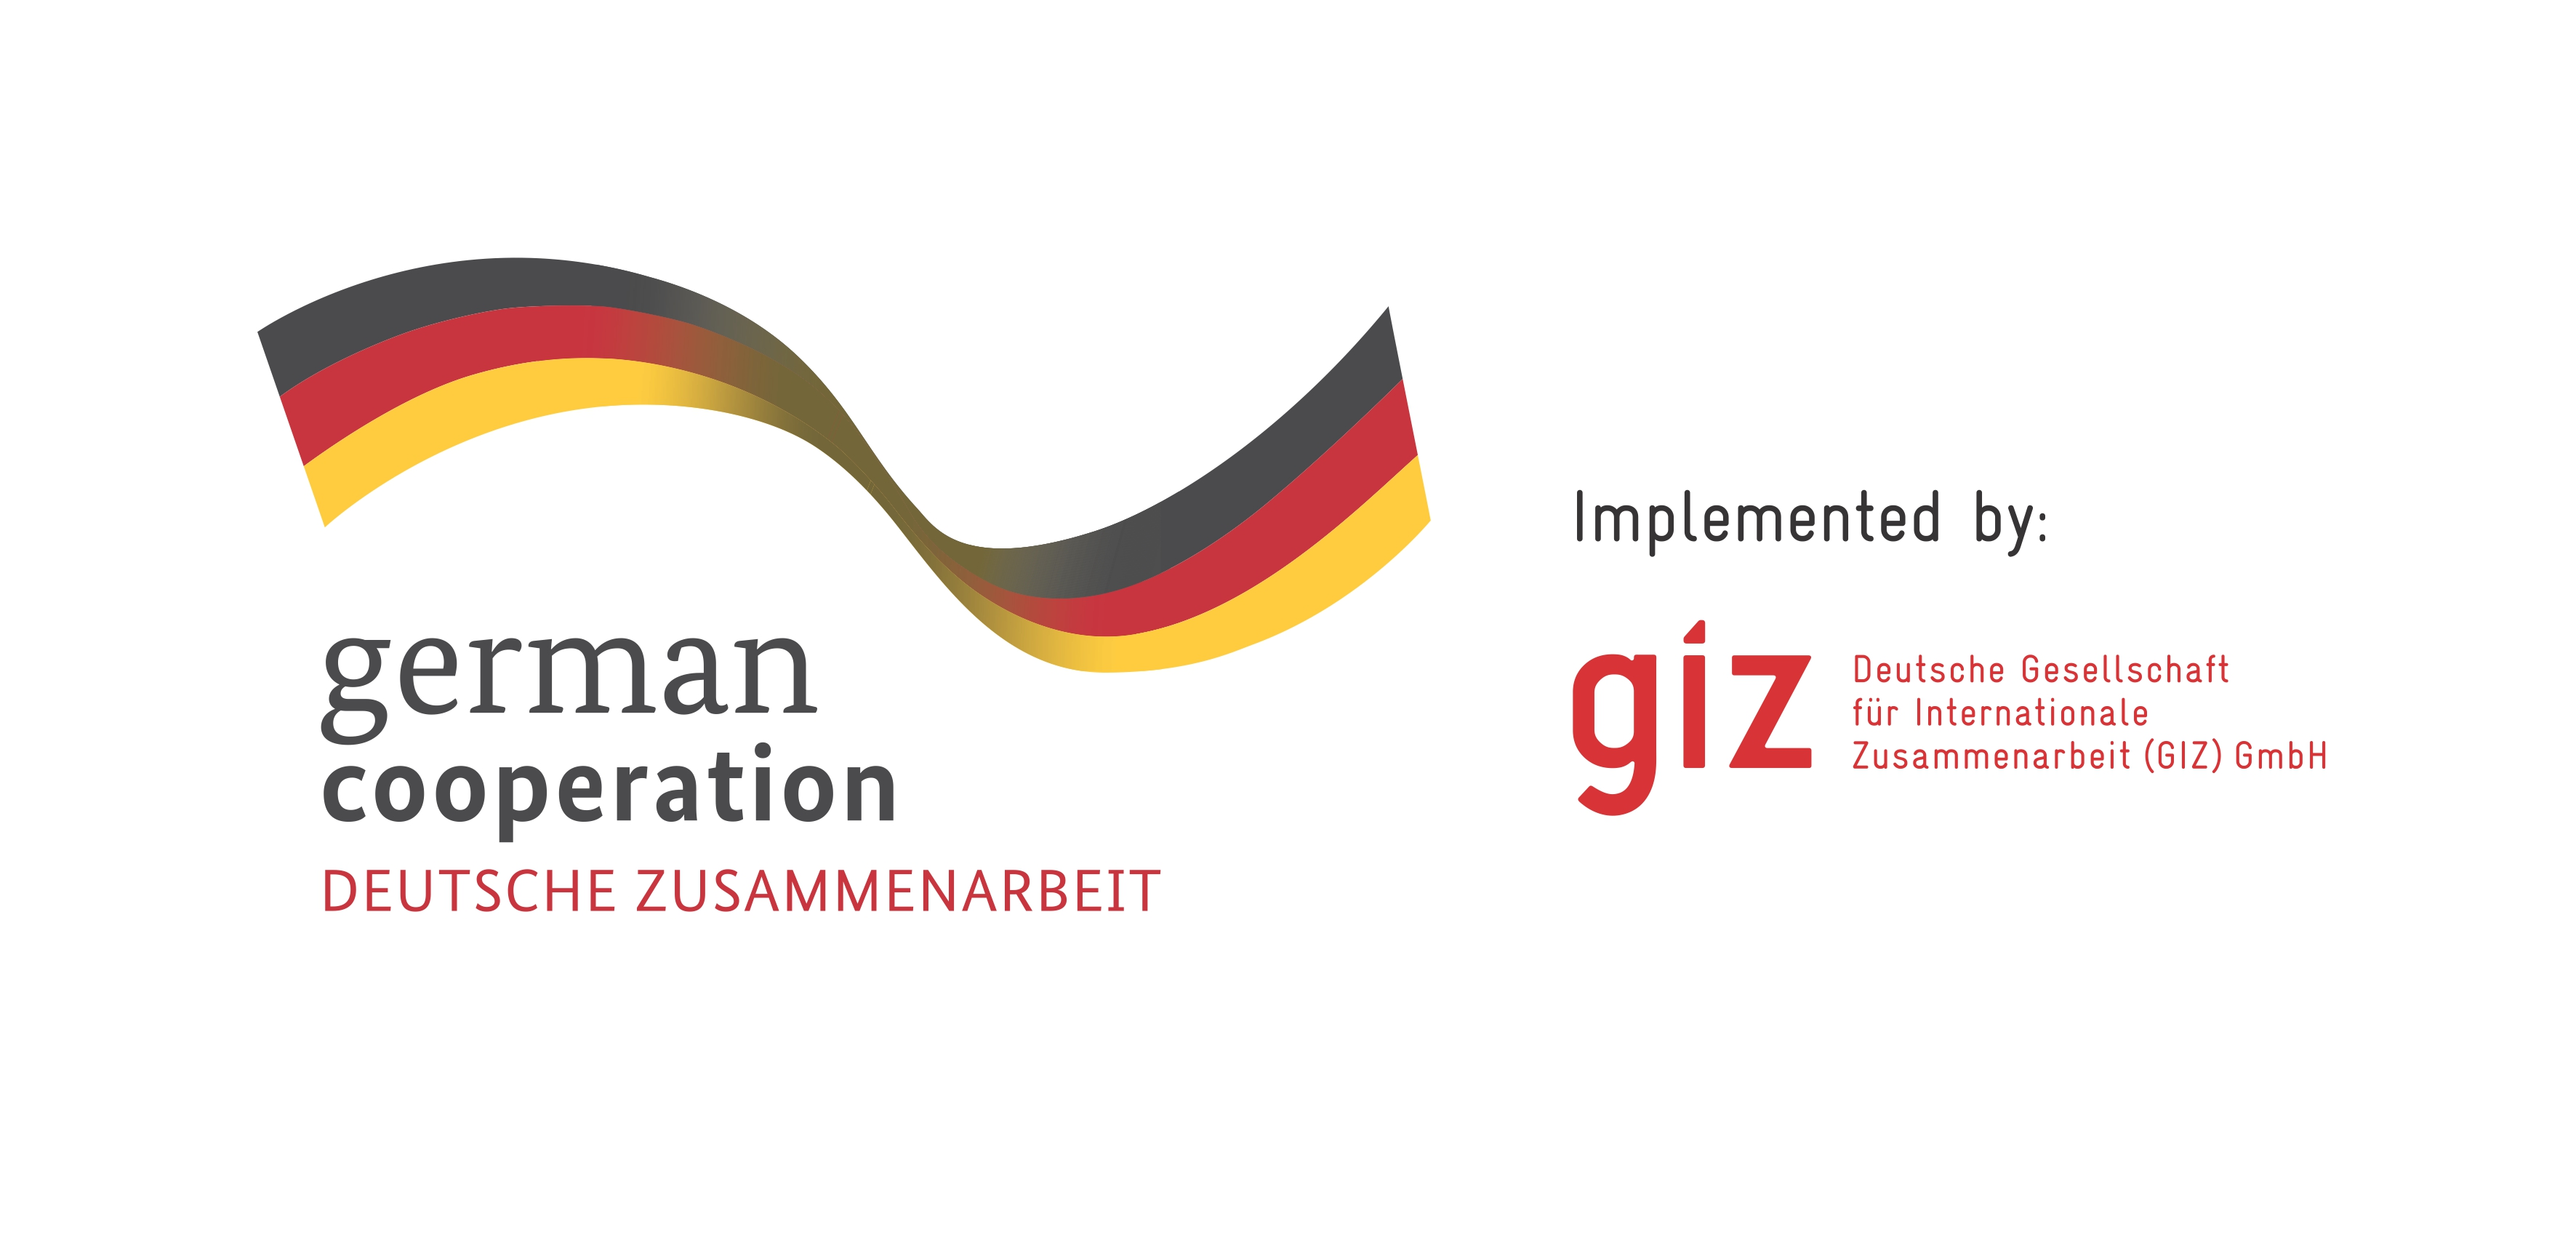 german
cooperation
DEUTSCHE ZUSAMMENARBEIT
Implemented by:
giz
Deutsche Gesellschaft
für Internationale
Zusammenarbeit (GIZ) GmbH